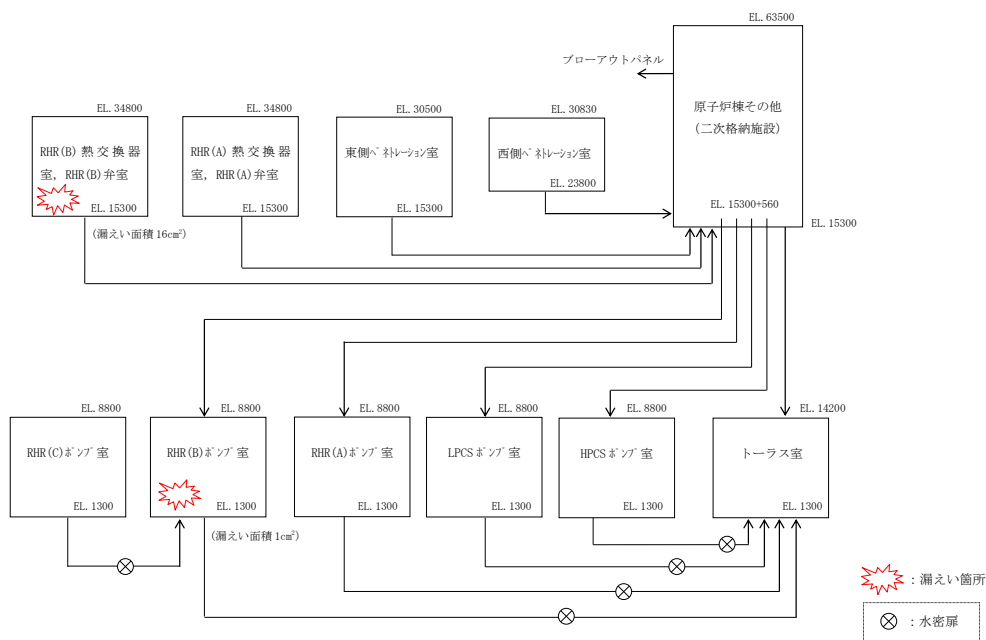 EL. 63500
ブローアウトパネル
原子炉棟その他
(二次格納施設)
EL. 15300+560
EL. 15300
EL. 34800
RHR(B) 熱 交 換 器
室, RHR(B)弁室
EL. 15300
(漏えい面積 16cm²)
EL. 34800
RHR(A) 熱 交 換 器
室, RHR(A)弁室
EL. 15300
EL. 30500
東側ﾍﾟﾈﾄﾚｰｼｮﾝ室
EL. 15300
EL. 30830
西側ﾍﾟﾈﾄﾚｰｼｮﾝ室
EL. 23800
EL. 8800
RHR(C)ﾎﾟﾝﾌﾟ室
EL. 1300
EL. 8800
RHR(B)ﾎﾟﾝﾌﾟ室
EL. 1300
(漏えい面積 1cm²)
EL. 8800
RHR(A)ﾎﾟﾝﾌﾟ室
EL. 1300
EL. 8800
LPCSﾎﾟﾝﾌﾟ室
EL. 1300
EL. 8800
HPCSﾎﾟﾝﾌﾟ室
EL. 1300
EL. 14200
トーラス室
EL. 1300
：漏えい箇所
：水密扉